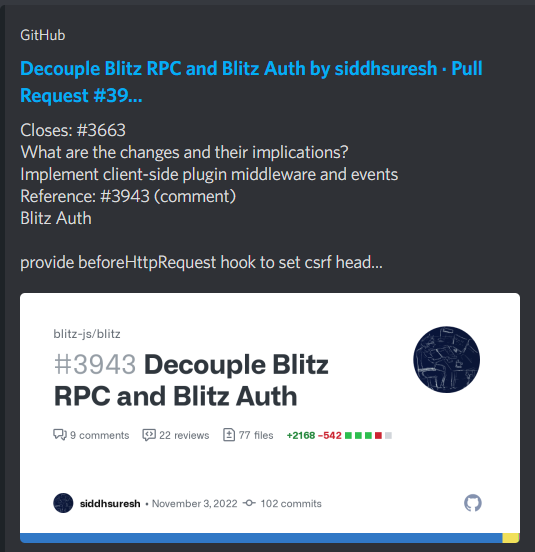 GitHub
Decouple Blitz RPC and Blitz Auth by siddhsuresh · Pull
Request #39...
Closes: #3663
What are the changes and their implications?
Implement client-side plugin middleware and events
Reference: #3943 (comment)
Blitz Auth
provide beforeHttpRequest hook to set csrf head...
blitz-js/blitz
#3943 Decouple Blitz
RPC and Blitz Auth
9 comments 22 reviews 77 files +2168 −542
siddhsuresh • November 3, 2022 102 commits